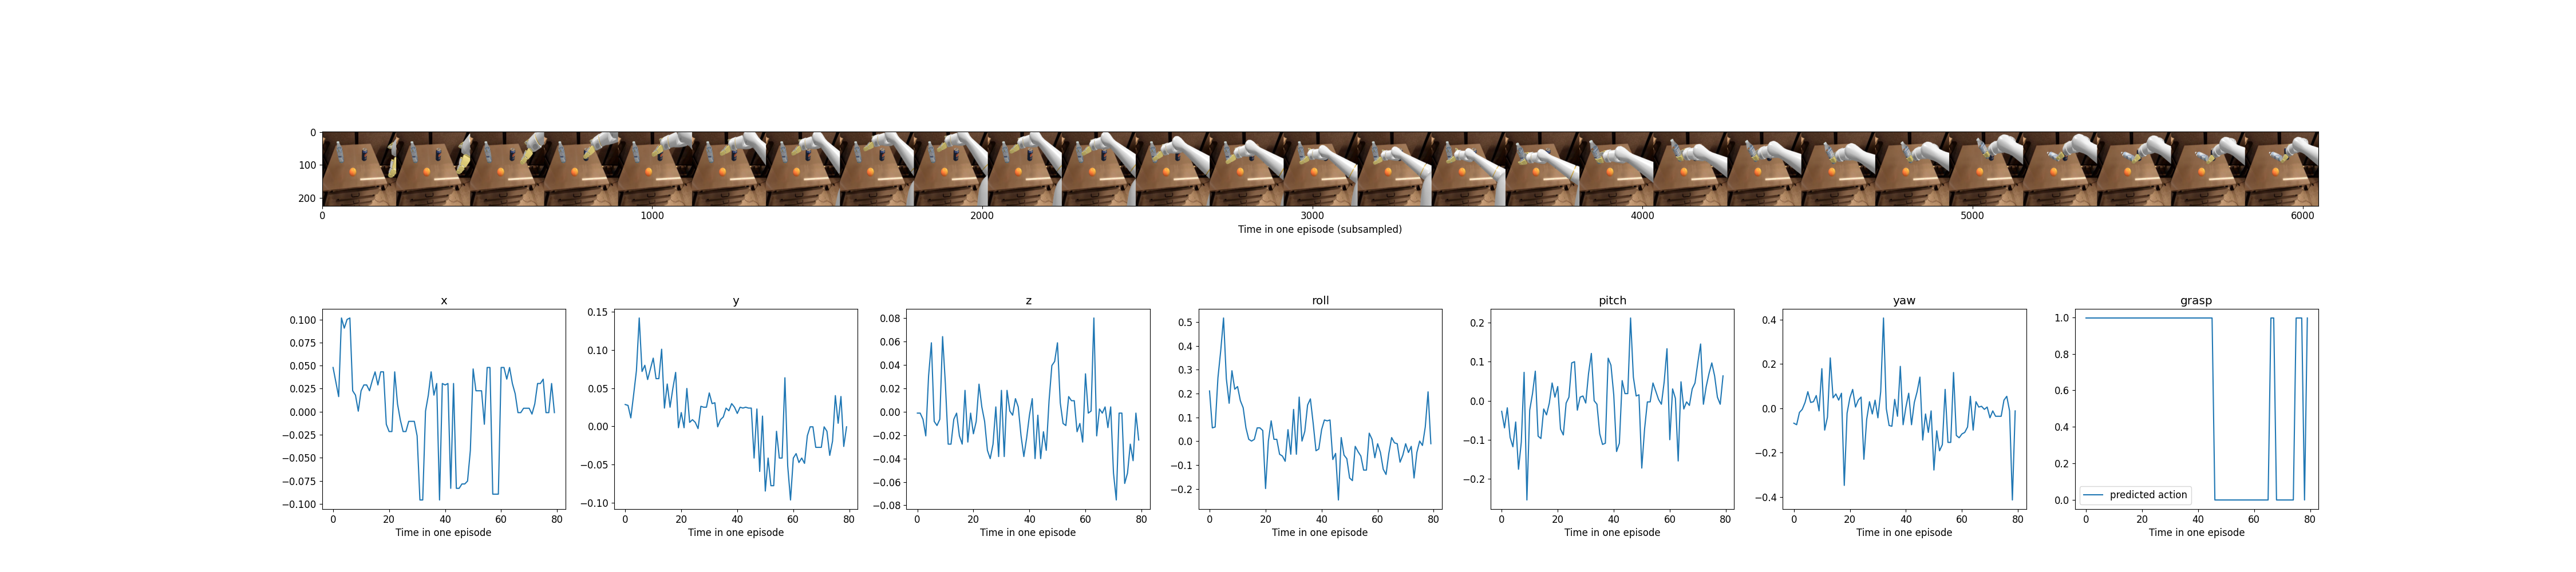 0
100
200
0 1000 2000 3000 4000 5000 6000
Time in one episode (subsampled)
x
0.100
0.075
0.050
0.025
0.000
−0.025
−0.050
−0.075
−0.100
0 20 40 60 80
Time in one episode
y
0.15
0.10
0.05
0.00
−0.05
−0.10
0 20 40 60 80
Time in one episode
z
0.08
0.06
0.04
0.02
0.00
−0.02
−0.04
−0.06
−0.08
0 20 40 60 80
Time in one episode
roll
0.5
0.4
0.3
0.2
0.1
0.0
−0.1
−0.2
0 20 40 60 80
Time in one episode
pitch
0.2
0.1
0.0
−0.1
−0.2
0 20 40 60 80
Time in one episode
yaw
0.4
0.2
0.0
−0.2
−0.4
0 20 40 60 80
Time in one episode
grasp
1.0
0.8
0.6
0.4
0.2
0.0
predicted action
0 20 40 60 80
Time in one episode